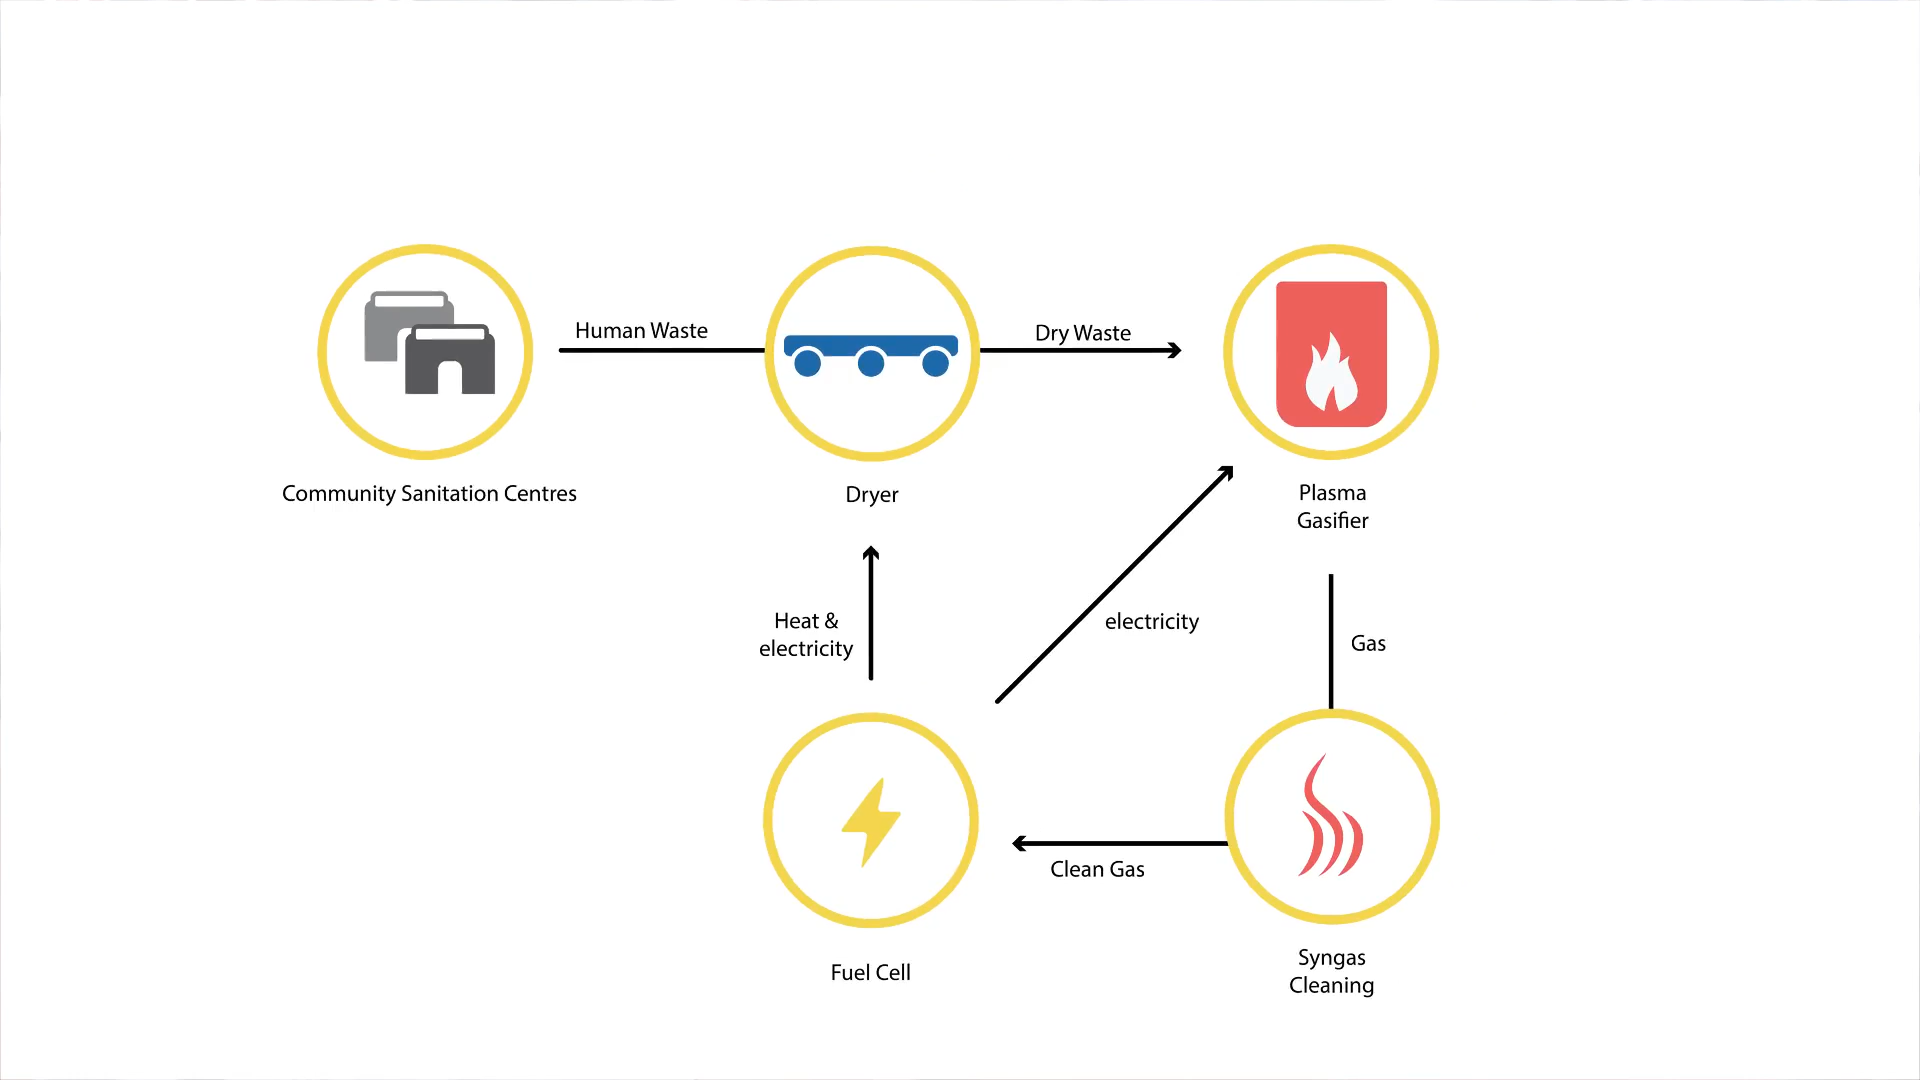 Human Waste
Dry Waste
Community Sanitation Centres
Dryer
Plasma
Gasifier
Heat &
electricity
electricity
Gas
Clean Gas
Fuel Cell
Syngas
Cleaning